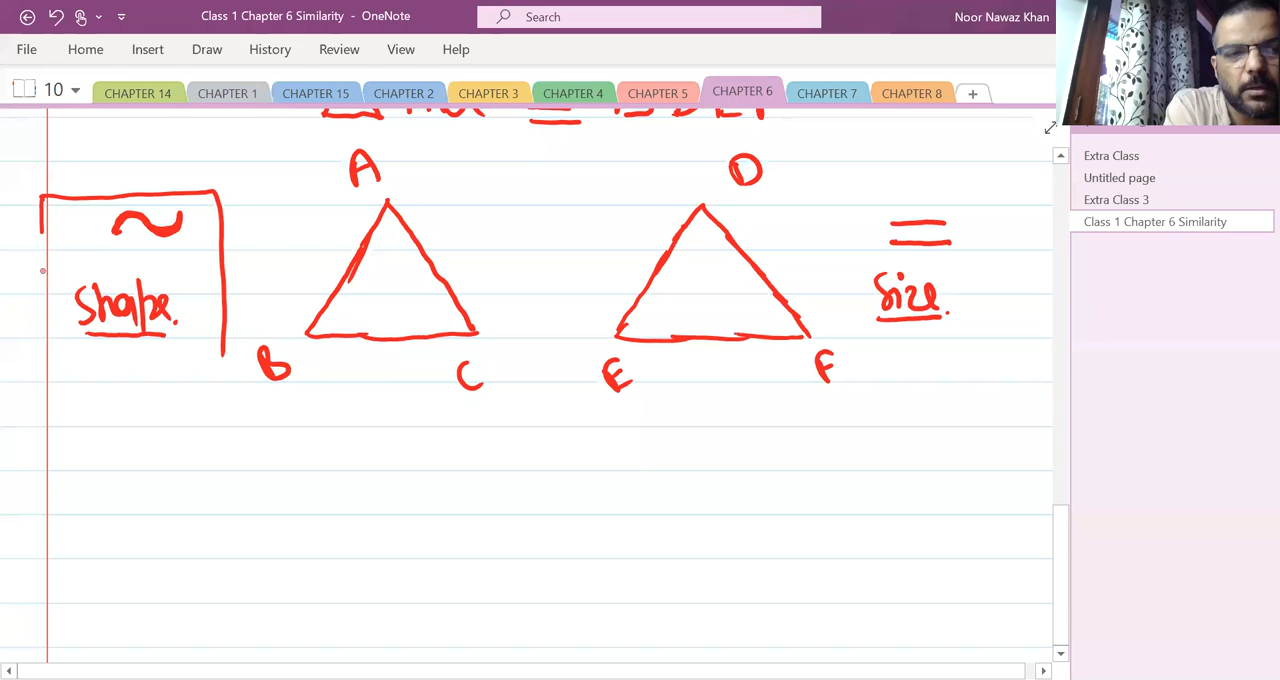 Class 1 Chapter 6 Similarity - OneNote
Search
Noor Nawaz Khan
File Home Insert Draw History Review View Help
10
CHAPTER 14 CHAPTER 1 CHAPTER 15 CHAPTER 2 CHAPTER 3 CHAPTER 4 CHAPTER 5 CHAPTER 6 CHAPTER 7 CHAPTER 8 +
Extra Class
Untitled page
Extra Class 3
Class 1 Chapter 6 Similarity
A D
~ =
shape. size.
B C E F